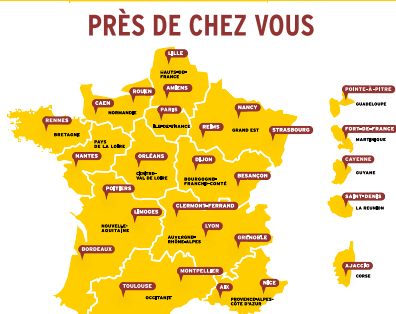 PRÈS DE CHEZ VOUS
LILLE
HAUTS-DE-
FRANCE
ROUEN
AMIENS
POINTE-À-PITRE
GUADELOUPE
CAEN
NORMANDIE
PARIS
NANCY
RENNES
BRETAGNE
ÎLE-DE-FRANCE
REIMS
GRAND EST
STRASBOURG
FORT-DE-FRANCE
MARTINIQUE
PAYS
DE LA LOIRE
NANTES
ORLÉANS
DIJON
CAYENNE
GUYANE
CENTRE-
VAL DE LOIRE
BOURGOGNE-
FRANCHE-COMTÉ
BESANÇON
POITIERS
SAINT-DENIS
LA RÉUNION
LIMOGES
CLERMONT-FERRAND
NOUVELLE-
AQUITAINE
LYON
AUVERGNE-
RHÔNE-ALPES
GRENOBLE
BORDEAUX
AJACCIO
CORSE
MONTPELLIER
TOULOUSE
OCCITANIE
AIX
NICE
PROVENCE-ALPES-
CÔTE D'AZUR